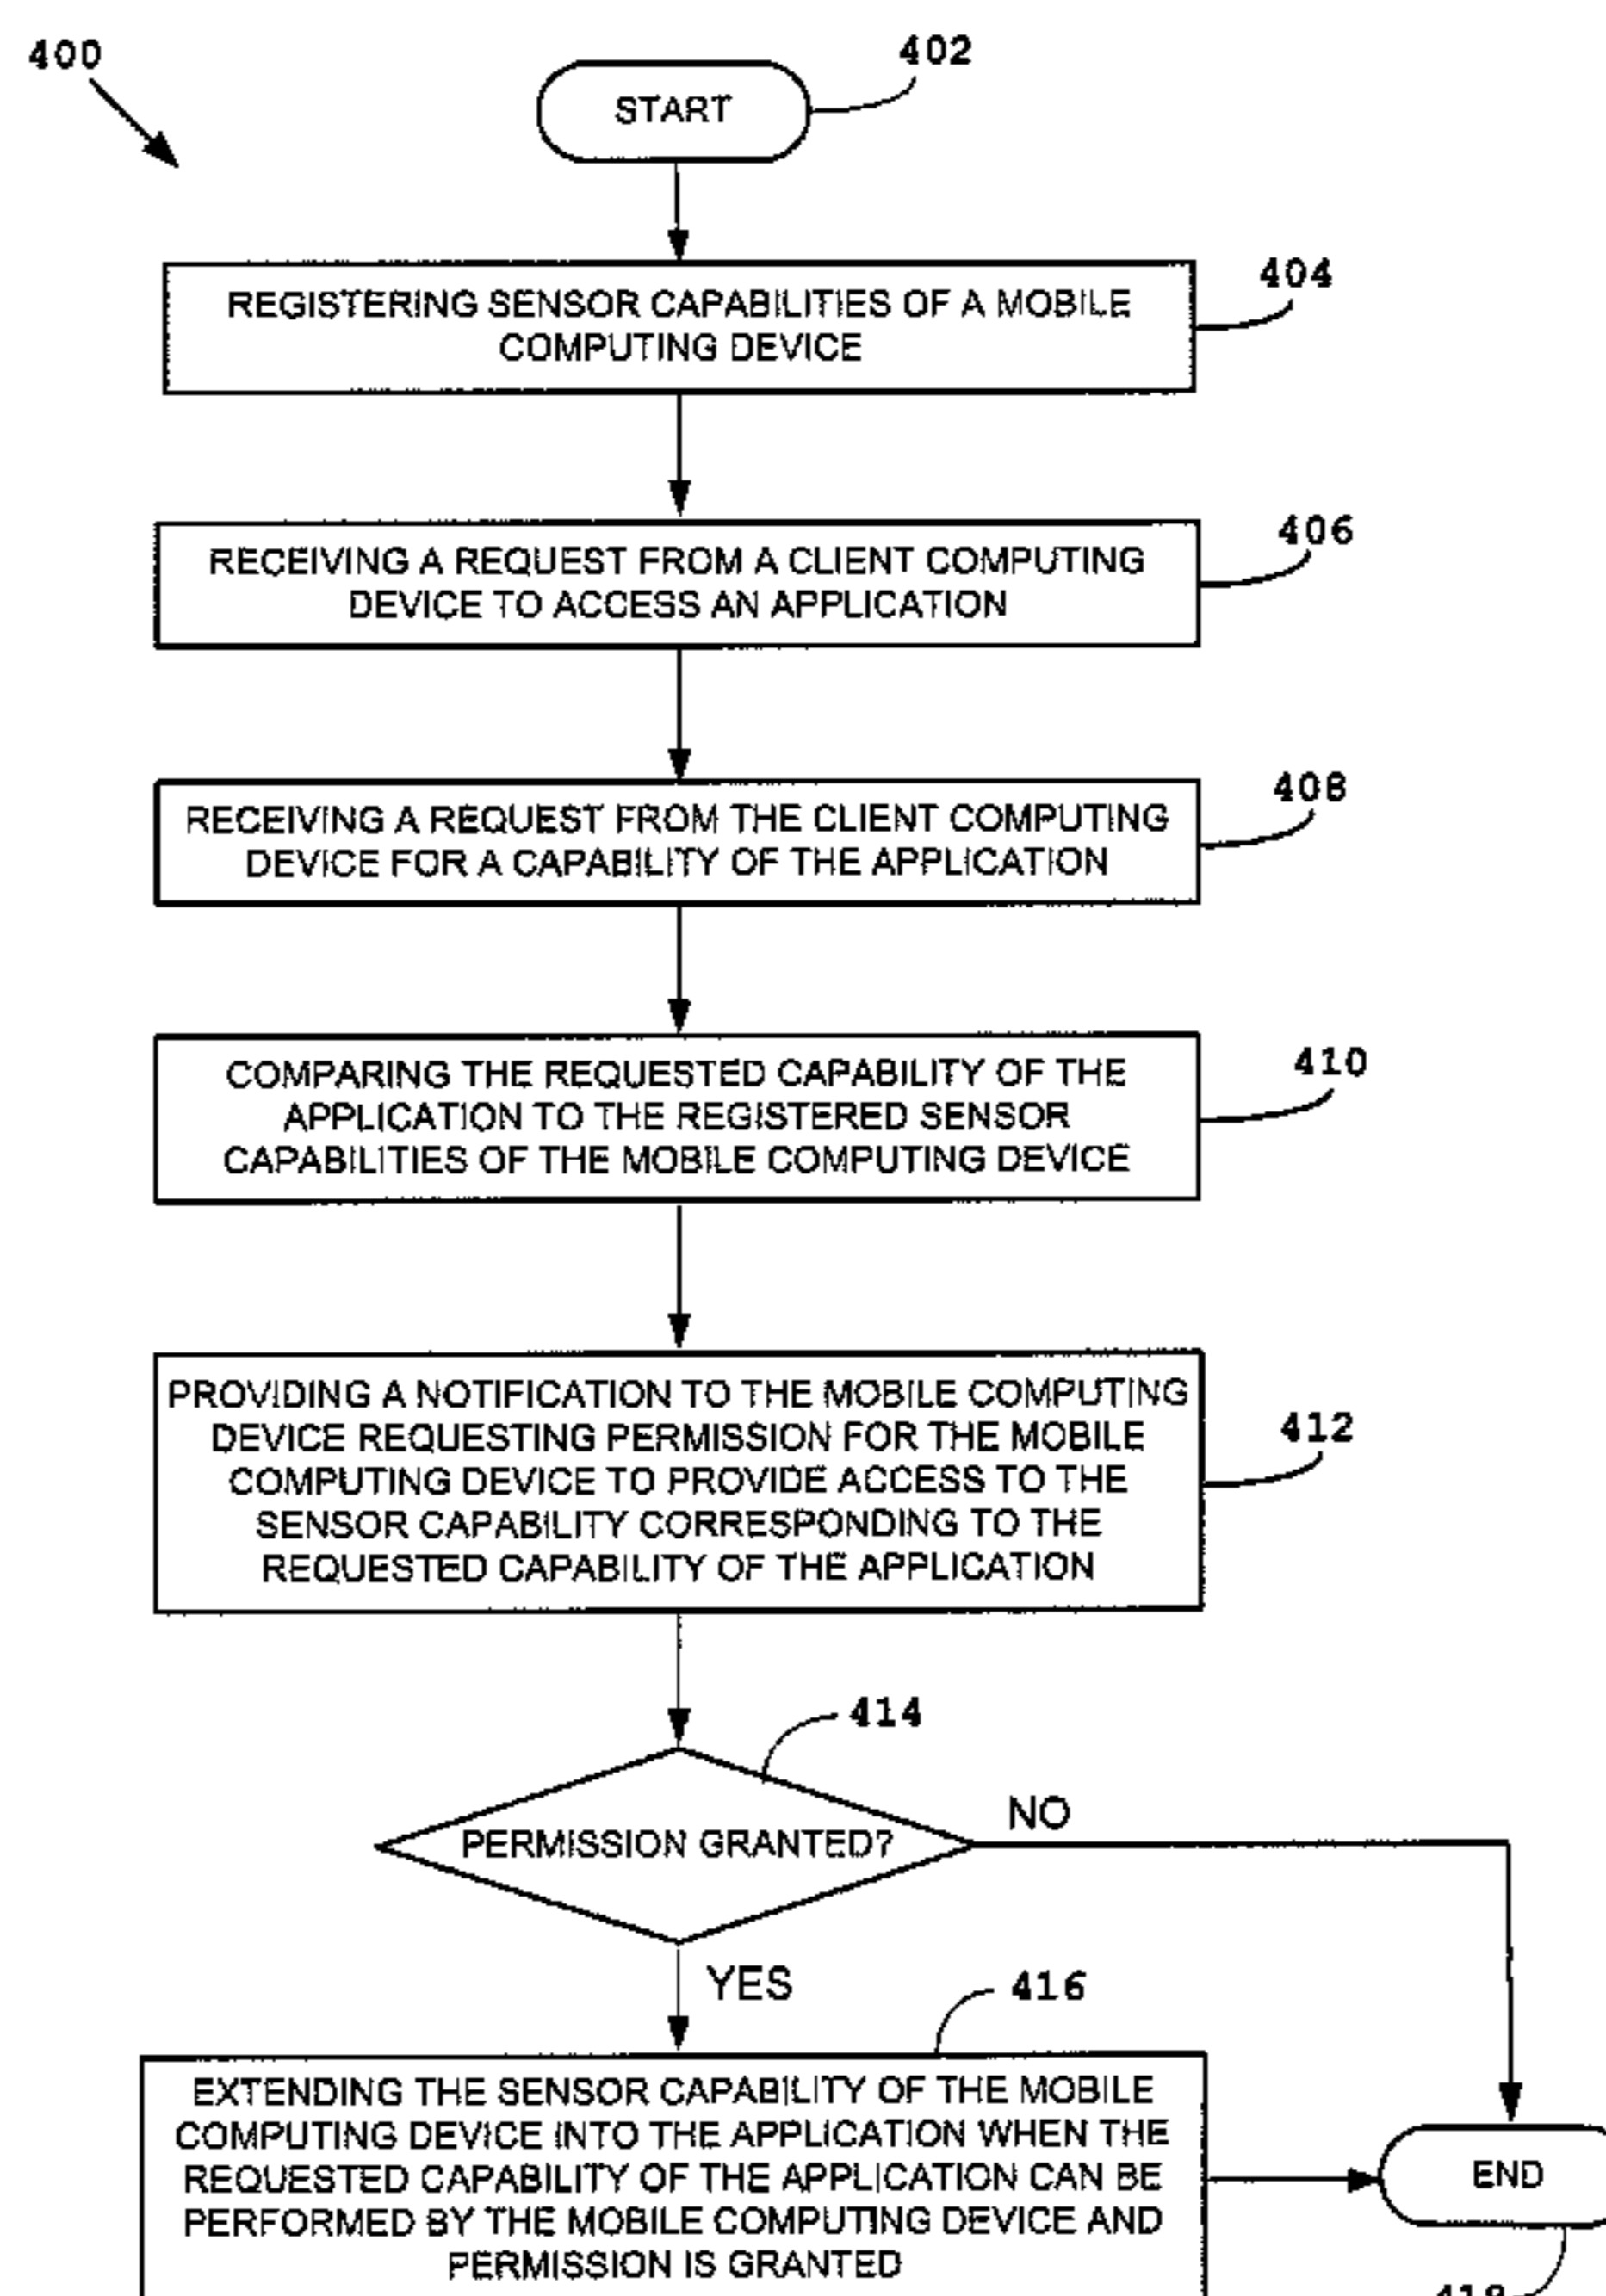 400
402
START
404
REGISTERING SENSOR CAPABILITIES OF A MOBILE
COMPUTING DEVICE
406
RECEIVING A REQUEST FROM A CLIENT COMPUTING
DEVICE TO ACCESS AN APPLICATION
408
RECEIVING A REQUEST FROM THE CLIENT COMPUTING
DEVICE FOR A CAPABILITY OF THE APPLICATION
410
COMPARING THE REQUESTED CAPABILITY OF THE
APPLICATION TO THE REGISTERED SENSOR
CAPABILITIES OF THE MOBILE COMPUTING DEVICE
412
PROVIDING A NOTIFICATION TO THE MOBILE COMPUTING
DEVICE REQUESTING PERMISSION FOR THE MOBILE
COMPUTING DEVICE TO PROVIDE ACCESS TO THE
SENSOR CAPABILITY CORRESPONDING TO THE
REQUESTED CAPABILITY OF THE APPLICATION
414
PERMISSION GRANTED?
NO
YES
416
EXTENDING THE SENSOR CAPABILITY OF THE MOBILE
COMPUTING DEVICE INTO THE APPLICATION WHEN THE
REQUESTED CAPABILITY OF THE APPLICATION CAN BE
PERFORMED BY THE MOBILE COMPUTING DEVICE AND
PERMISSION IS GRANTED
END